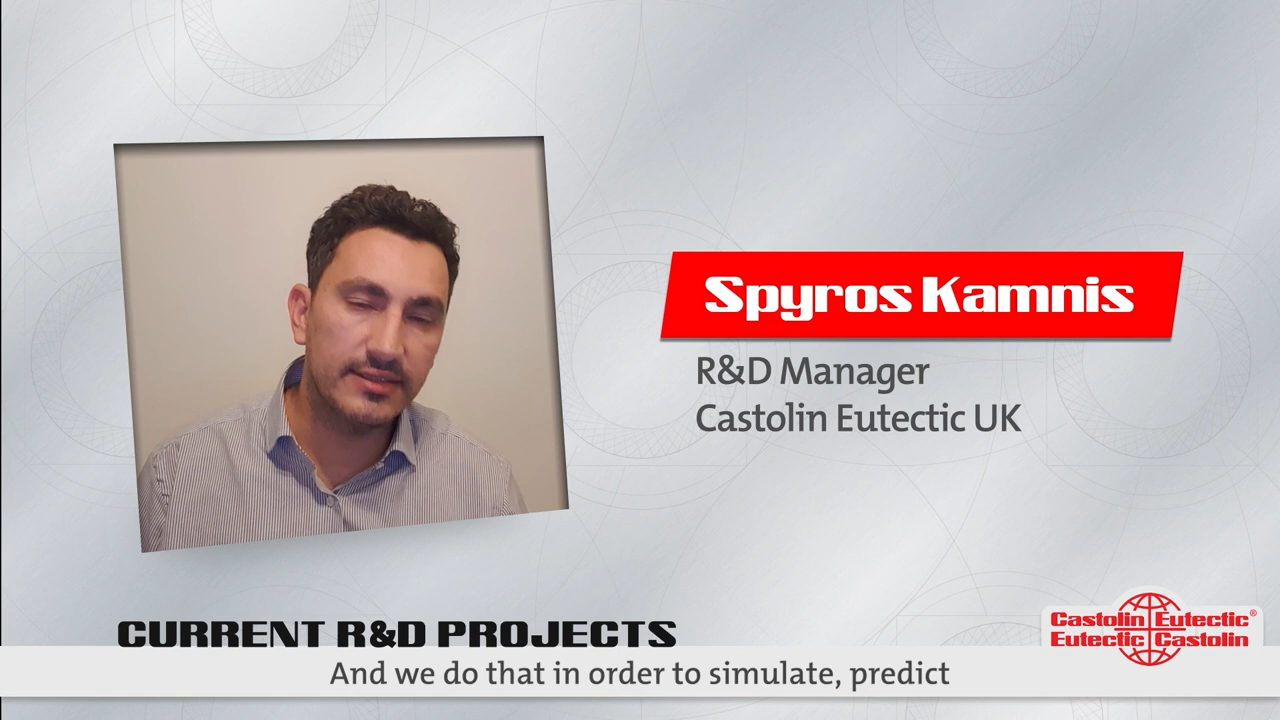 Spyros Kamnis
R&D Manager
Castolin Eutectic UK
CURRENT R&D PROJECTS
Castolin Eutectic®
Eutectic Castolin
And we do that in order to simulate, predict